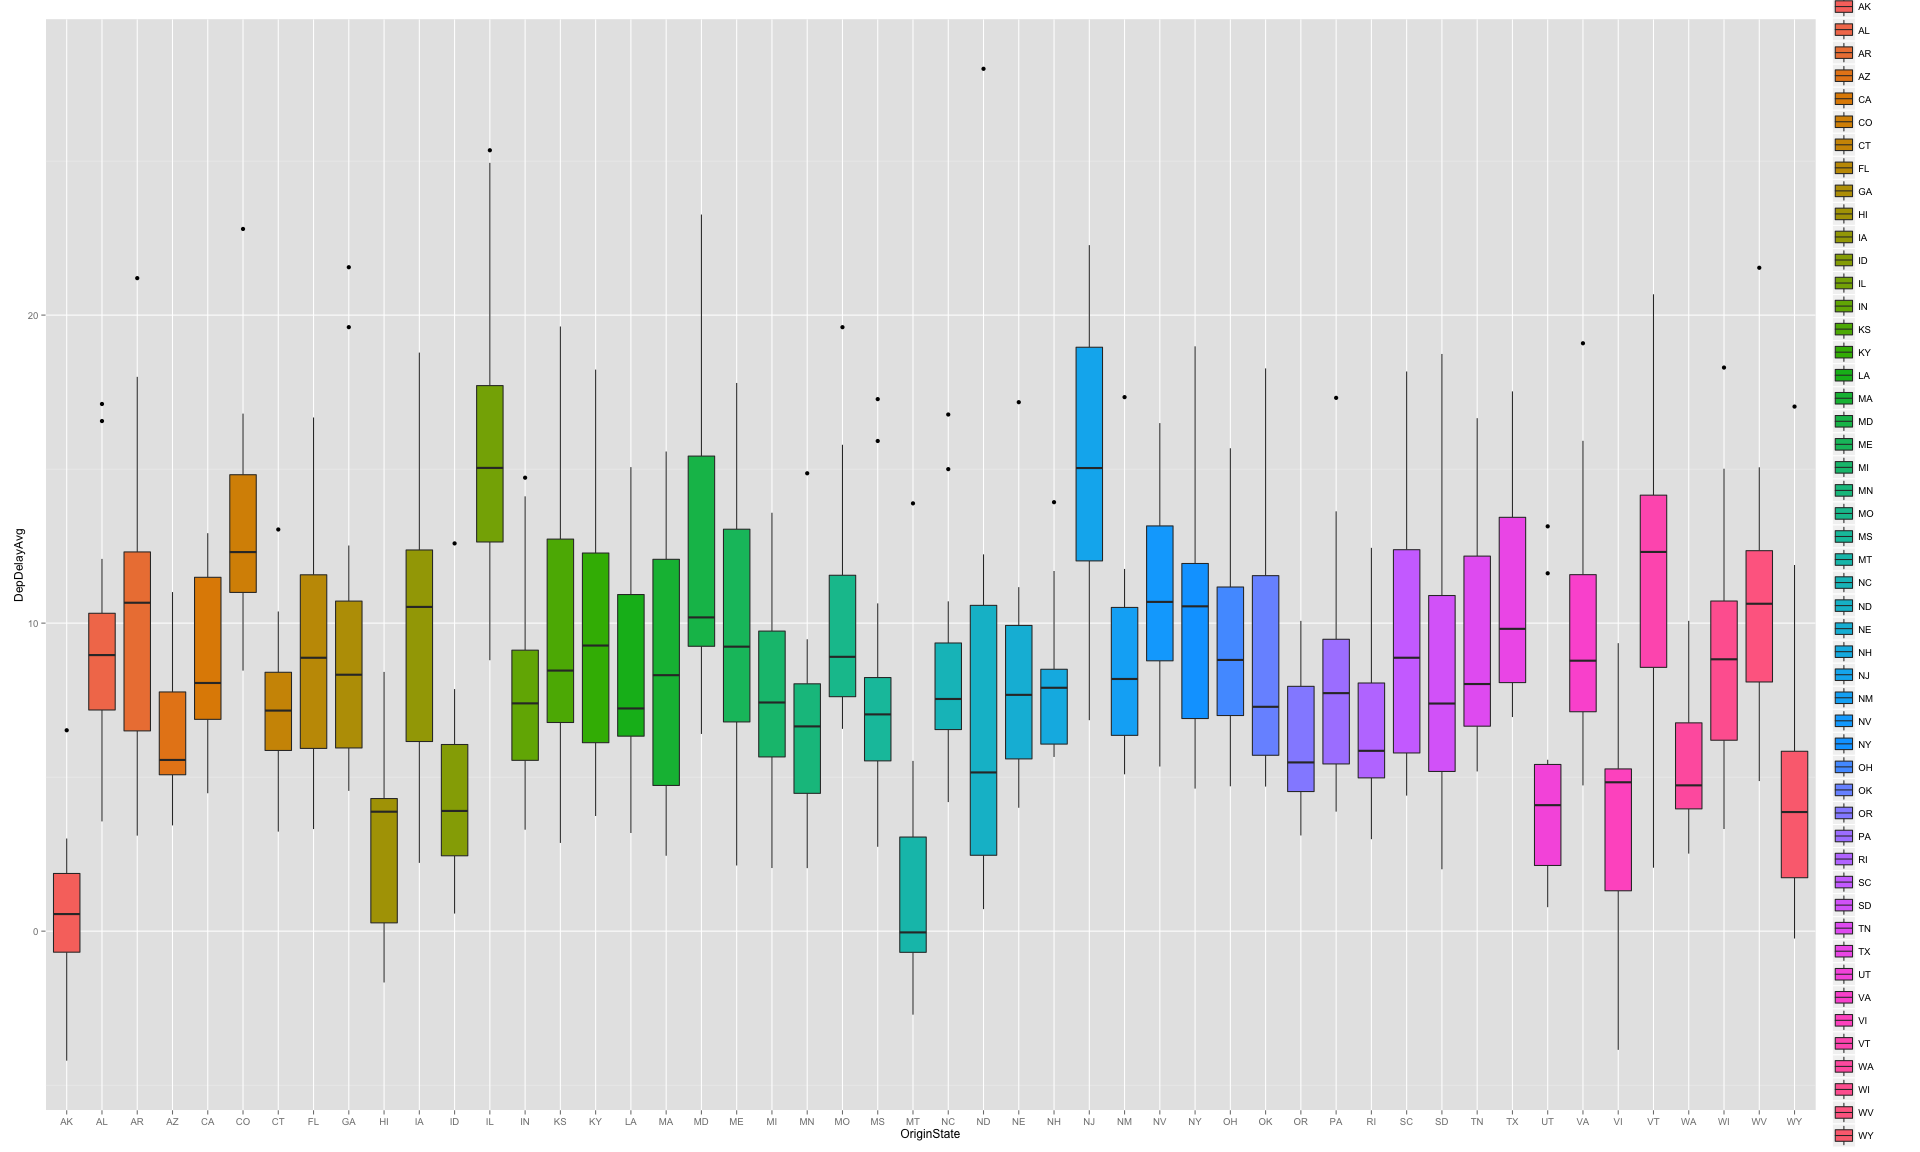 DepDelayAvg
20
10
0
AK AL AR AZ CA CO CT FL GA HI IA ID IL IN KS KY LA MA MD ME MI MN MO MS MT NC ND NE NH NJ NM NV NY OH OK OR PA RI SC SD TN TX UT VA VI VT WA WI WV WY
OriginState
AK
AL
AR
AZ
CA
CO
CT
FL
GA
HI
IA
ID
IL
IN
KS
KY
LA
MA
MD
ME
MI
MN
MO
MS
MT
NC
ND
NE
NH
NJ
NM
NV
NY
OH
OK
OR
PA
RI
SC
SD
TN
TX
UT
VA
VI
VT
WA
WI
WV
WY